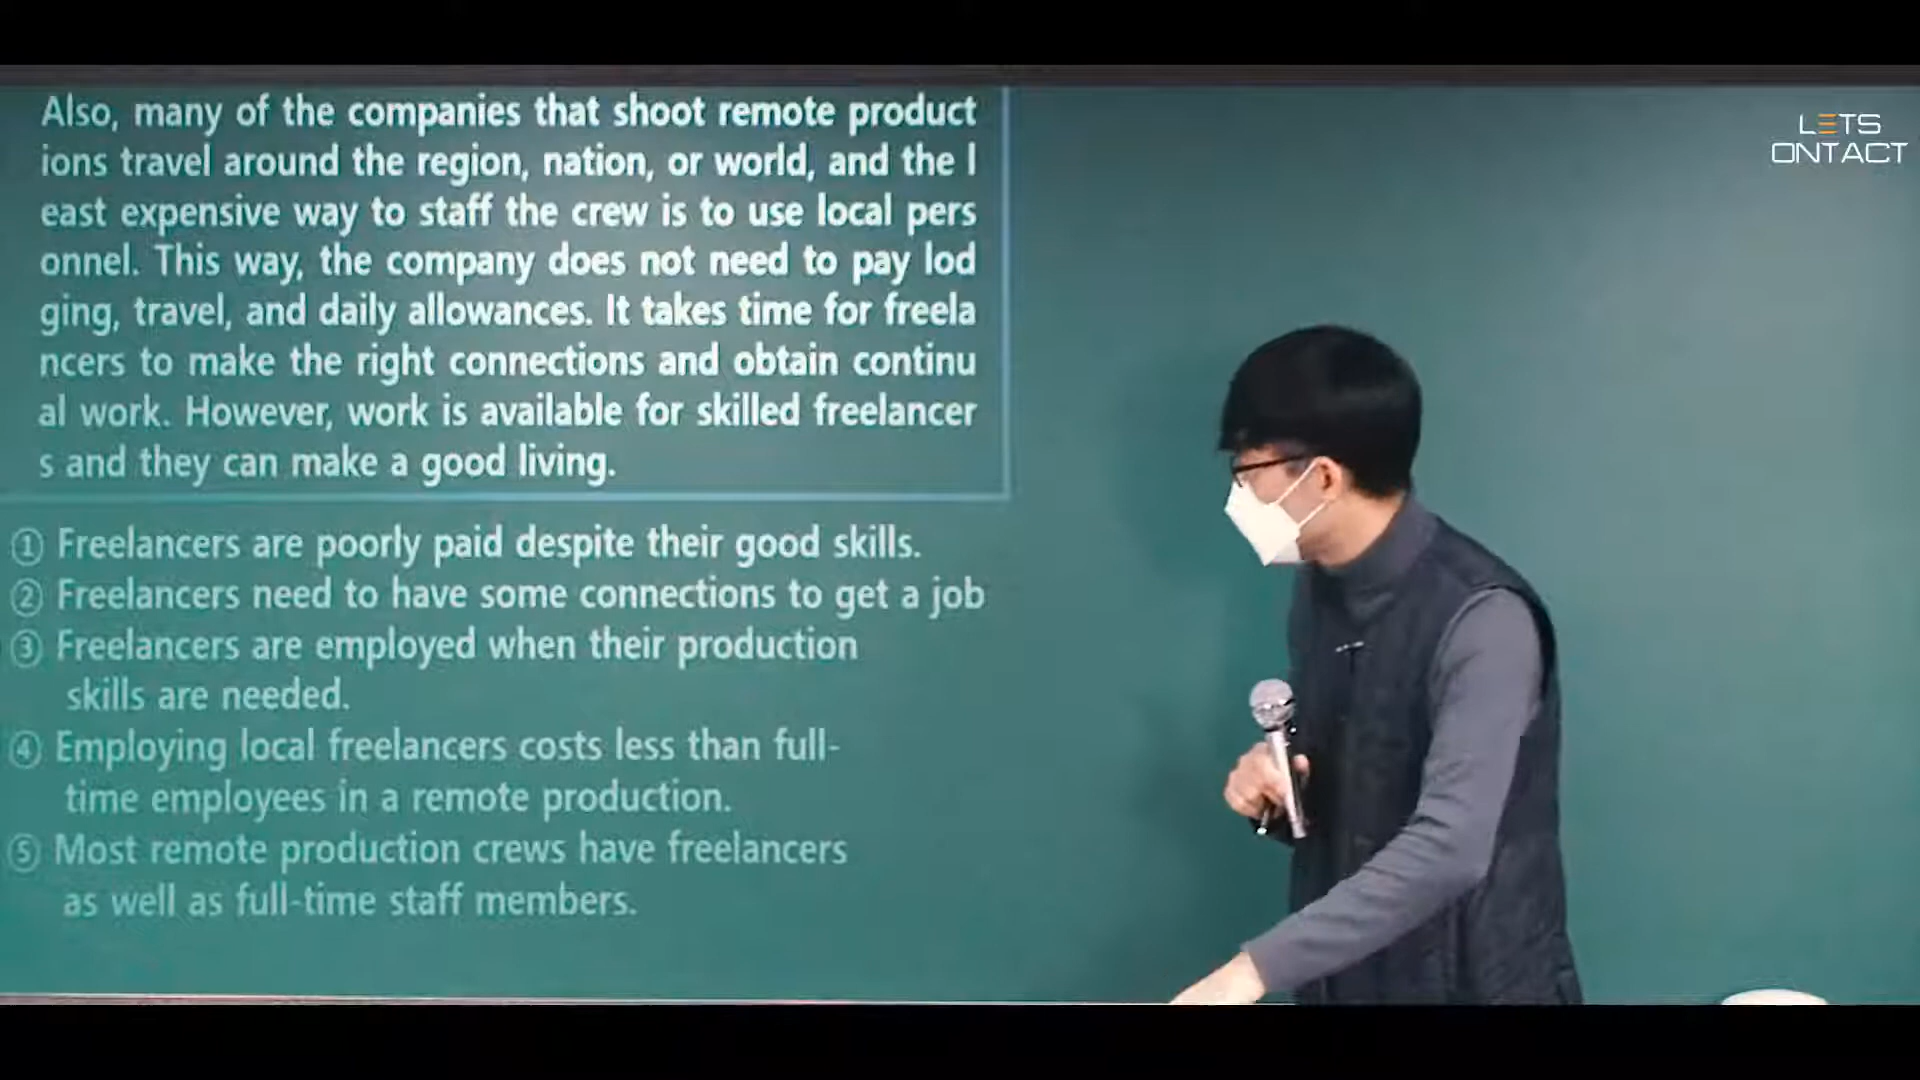 Also, many of the companies that shoot remote product
ions travel around the region, nation, or world, and the l
east expensive way to staff the crew is to use local pers
onnel. This way, the company does not need to pay lod
ging, travel, and daily allowances. It takes time for freela
ncers to make the right connections and obtain continu
al work. However, work is available for skilled freelancer
s and they can make a good living.
① Freelancers are poorly paid despite their good skills.
② Freelancers need to have some connections to get a job
③ Freelancers are employed when their production
skills are needed.
④ Employing local freelancers costs less than full-
time employees in a remote production.
⑤ Most remote production crews have freelancers
as well as full-time staff members.
LETS
ONTACT